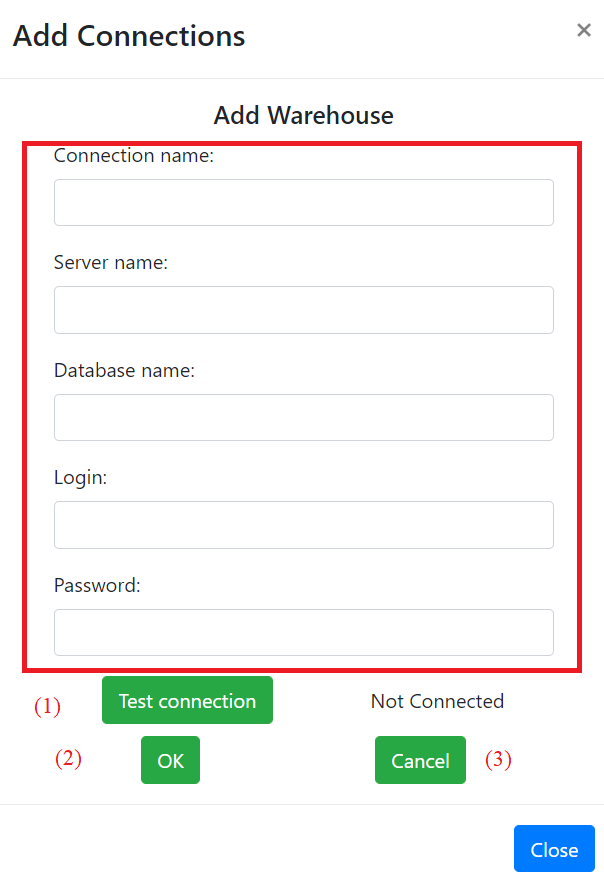 Add Connections ×
Add Warehouse
Connection name:
Server name:
Database name:
Login:
Password:
(1) Test connection Not Connected
(2) OK Cancel (3)
Close